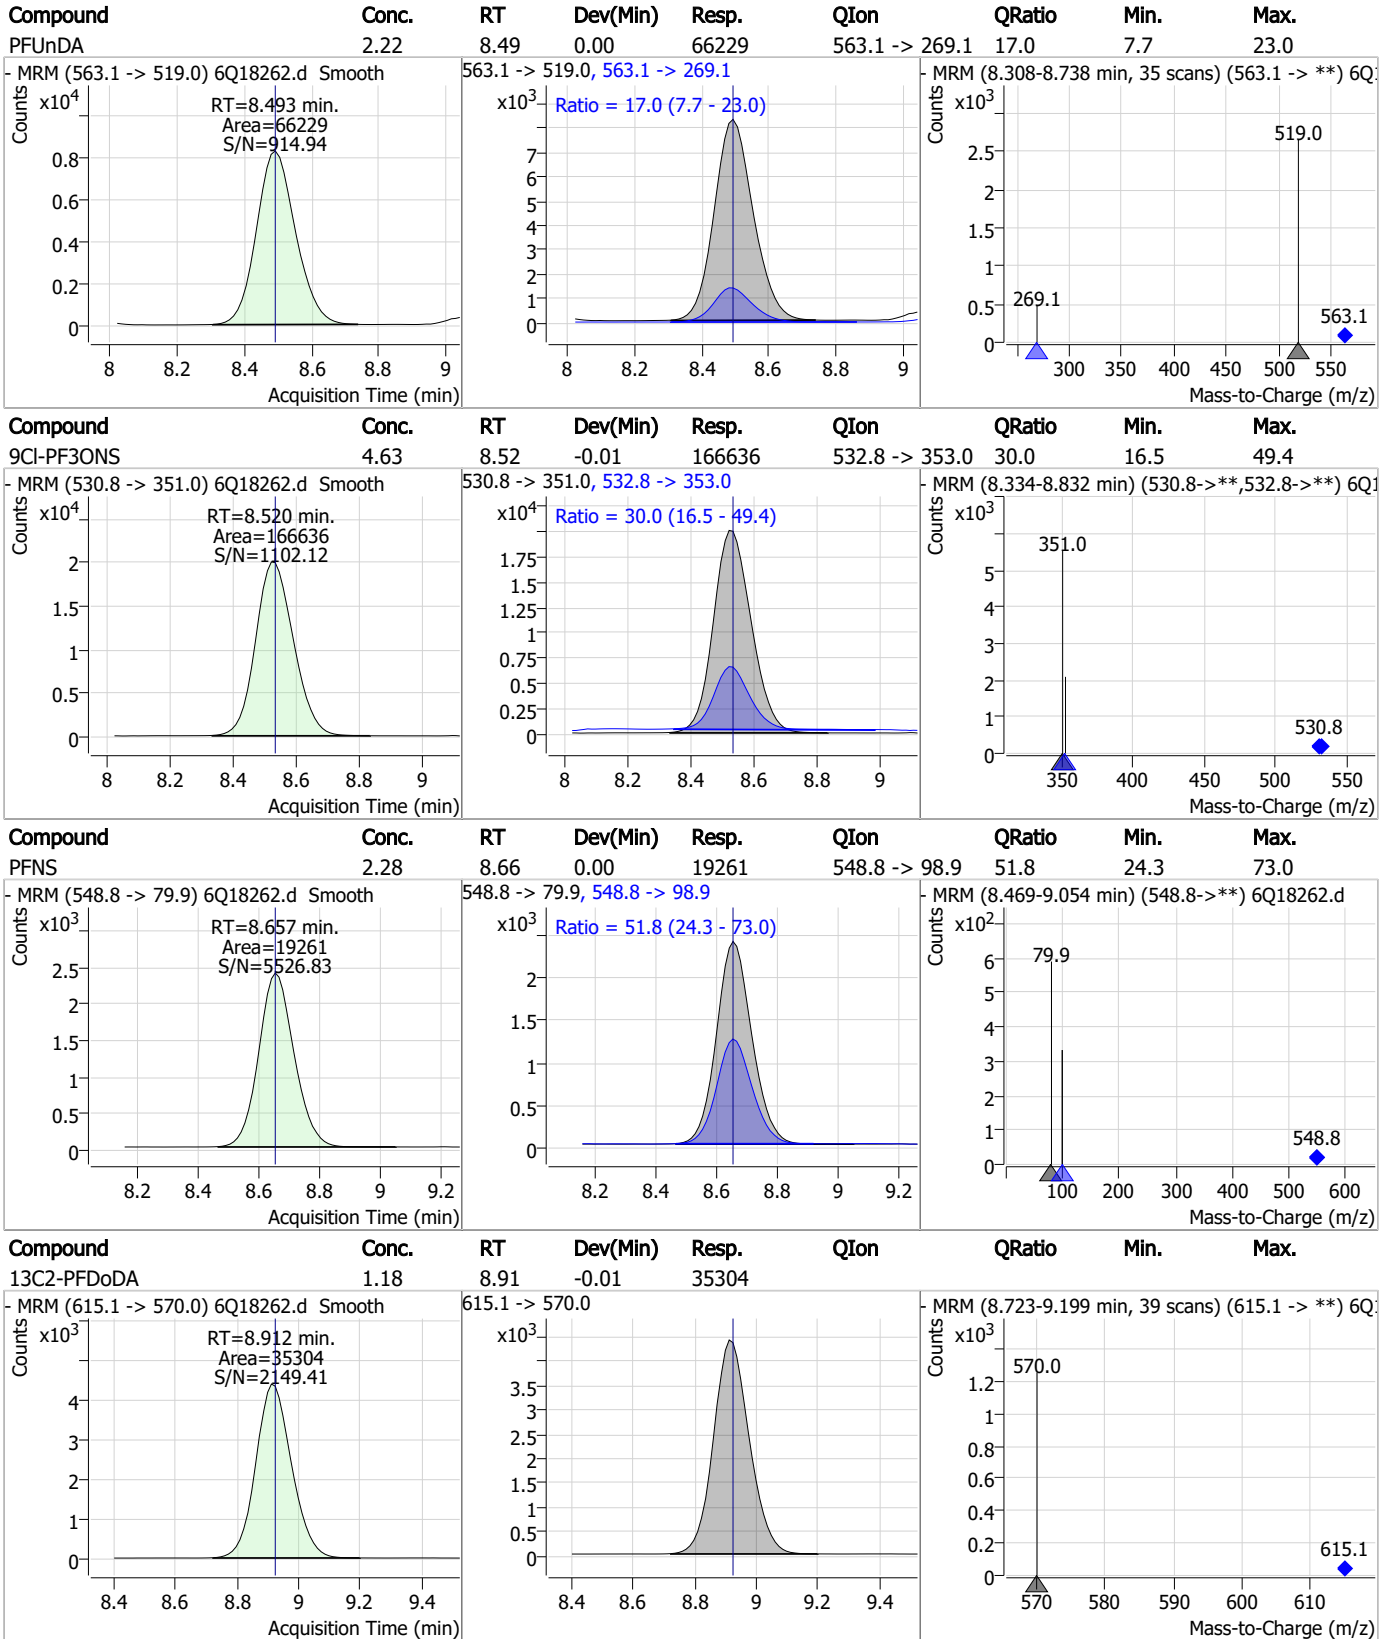 Compound Conc. RT Dev(Min) Resp. QIon QRatio Min. Max.
PFUnDA 2.22 8.49 0.00 66229 563.1 -> 269.1 17.0 7.7 23.0
- MRM (563.1 -> 519.0) 6Q18262.d Smooth
Counts
x10⁴
RT=8.493 min.
Area=66229
S/N=914.94
0.8
0.6
0.4
0.2
0
8 8.2 8.4 8.6 8.8 9
Acquisition Time (min)
563.1 -> 519.0, 563.1 -> 269.1
x10³
Ratio = 17.0 (7.7 - 23.0)
7
6
5
4
3
2
1
0
8 8.2 8.4 8.6 8.8 9
- MRM (8.308-8.738 min, 35 scans) (563.1 -> **) 6Q1
Counts
x10³
519.0
2.5
2
1.5
1
0.5
0
269.1
563.1
300 350 400 450 500 550
Mass-to-Charge (m/z)
Compound Conc. RT Dev(Min) Resp. QIon QRatio Min. Max.
9Cl-PF3ONS 4.63 8.52 -0.01 166636 532.8 -> 353.0 30.0 16.5 49.4
- MRM (530.8 -> 351.0) 6Q18262.d Smooth
Counts
x10⁴
RT=8.520 min.
Area=166636
S/N=1102.12
2
1.5
1
0.5
0
8 8.2 8.4 8.6 8.8 9
Acquisition Time (min)
530.8 -> 351.0, 532.8 -> 353.0
x10⁴
Ratio = 30.0 (16.5 - 49.4)
1.75
1.5
1.25
1
0.75
0.5
0.25
0
8 8.2 8.4 8.6 8.8 9
- MRM (8.334-8.832 min) (530.8->**,532.8->**) 6Q1
Counts
x10³
351.0
5
4
3
2
1
0
530.8
350 400 450 500 550
Mass-to-Charge (m/z)
Compound Conc. RT Dev(Min) Resp. QIon QRatio Min. Max.
PFNS 2.28 8.66 0.00 19261 548.8 -> 98.9 51.8 24.3 73.0
- MRM (548.8 -> 79.9) 6Q18262.d Smooth
Counts
x10³
RT=8.657 min.
Area=19261
S/N=5526.83
2.5
2
1.5
1
0.5
0
8.2 8.4 8.6 8.8 9 9.2
Acquisition Time (min)
548.8 -> 79.9, 548.8 -> 98.9
x10³
Ratio = 51.8 (24.3 - 73.0)
2
1.5
1
0.5
0
8.2 8.4 8.6 8.8 9 9.2
- MRM (8.469-9.054 min) (548.8->**) 6Q18262.d
Counts
x10²
79.9
6
5
4
3
2
1
0
548.8
100 200 300 400 500 600
Mass-to-Charge (m/z)
Compound Conc. RT Dev(Min) Resp. QIon QRatio Min. Max.
13C2-PFDoDA 1.18 8.91 -0.01 35304
- MRM (615.1 -> 570.0) 6Q18262.d Smooth
Counts
x10³
RT=8.912 min.
Area=35304
S/N=2149.41
4
3
2
1
0
8.4 8.6 8.8 9 9.2 9.4
Acquisition Time (min)
615.1 -> 570.0
x10³
3.5
3
2.5
2
1.5
1
0.5
0
8.4 8.6 8.8 9 9.2 9.4
- MRM (8.723-9.199 min, 39 scans) (615.1 -> **) 6Q1
Counts
x10³
570.0
1.2
1
0.8
0.6
0.4
0.2
0
615.1
570 580 590 600 610
Mass-to-Charge (m/z)